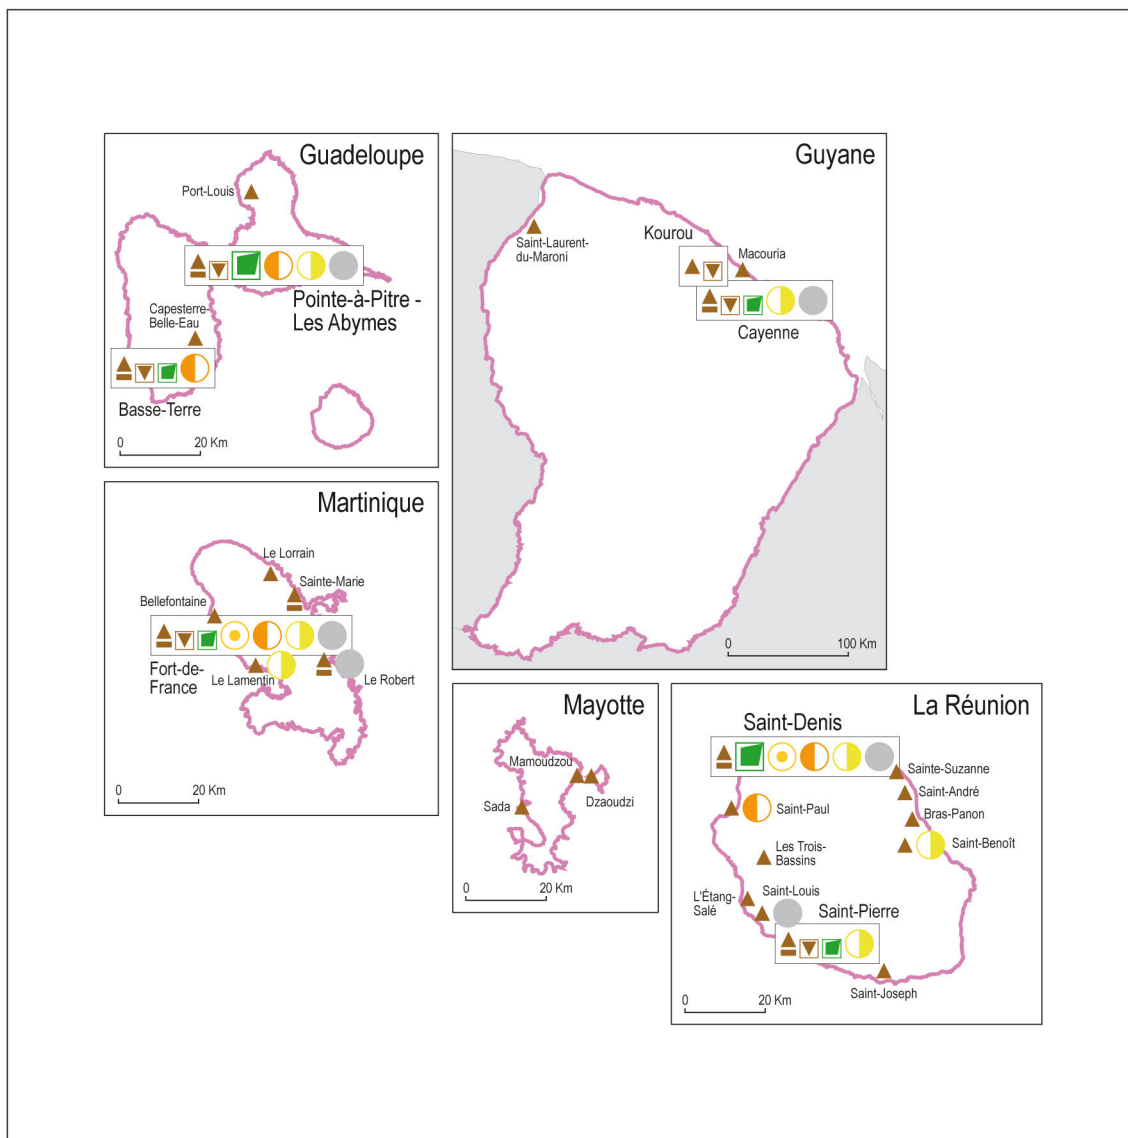 Guadeloupe
Port-Louis
Pointe-à-Pitre -
Les Abymes
Capesterre-
Belle-Eau
Basse-Terre
0 20 Km
Guyane
Saint-Laurent-
du-Maroni
Kourou
Macouria
Cayenne
0 100 Km
Martinique
Le Lorrain
Sainte-Marie
Bellefontaine
Fort-de-
France
Le Lamentin
Le Robert
0 20 Km
Mayotte
Mamoudzou
Dzaoudzi
Sada
0 20 Km
La Réunion
Saint-Denis
Sainte-Suzanne
Saint-André
Bras-Panon
Saint-Benoît
Saint-Paul
Les Trois-
Bassins
L'Étang-
Salé
Saint-Louis
Saint-Pierre
Saint-Joseph
0 20 Km